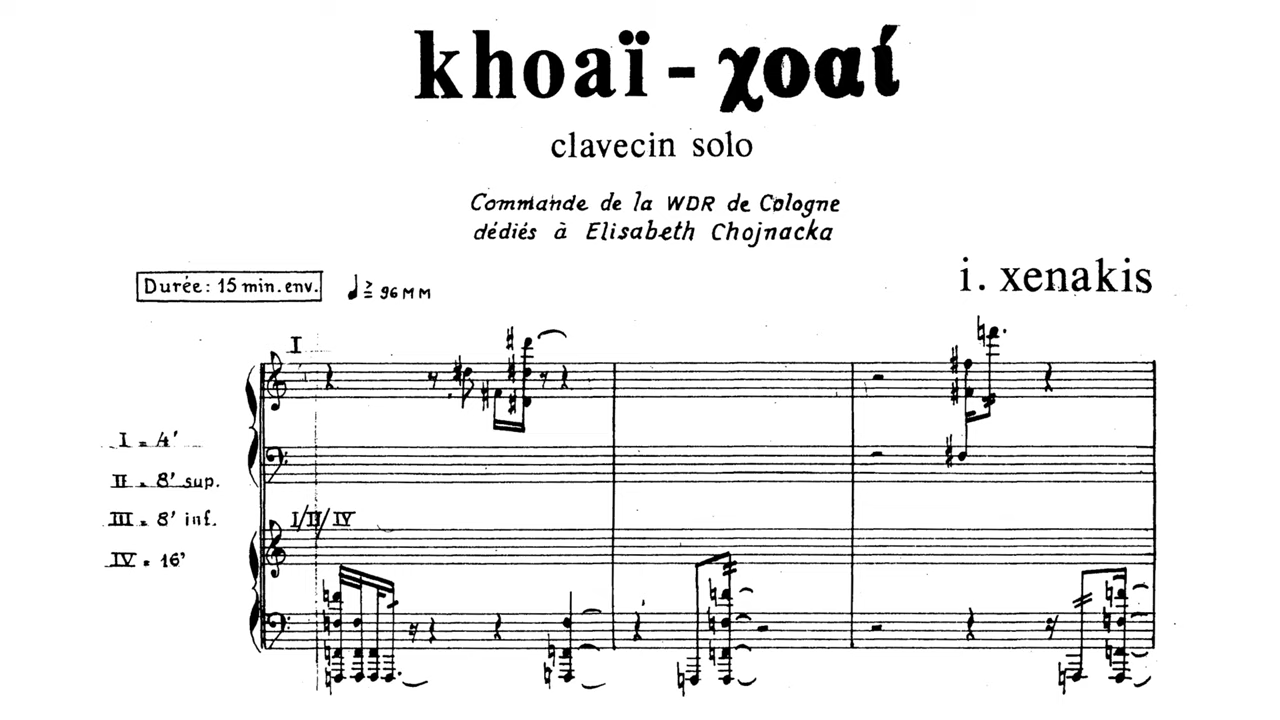 khoaï - χοαί
clavecin solo
Commande de la WDR de Cologne
dédiés à Elisabeth Chojnacka
i. xenakis
Durée: 15 min. env.
♩ ≥ 96 MM
I
I = 4'
II = 8' sup.
III = 8' inf.
IV = 16'
I/II/IV